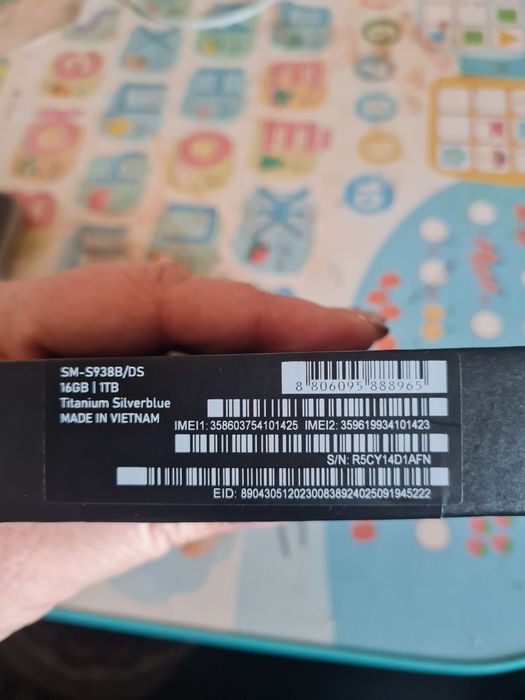 SM-S938B/DS
16GB | 1TB
Titanium Silverblue
MADE IN VIETNAM
8 806095 888965
IMEI1: 358603754101425 IMEI2: 359619934101423
S/N: R5CY14D1AFN
EID: 89043051202300838924025091945222